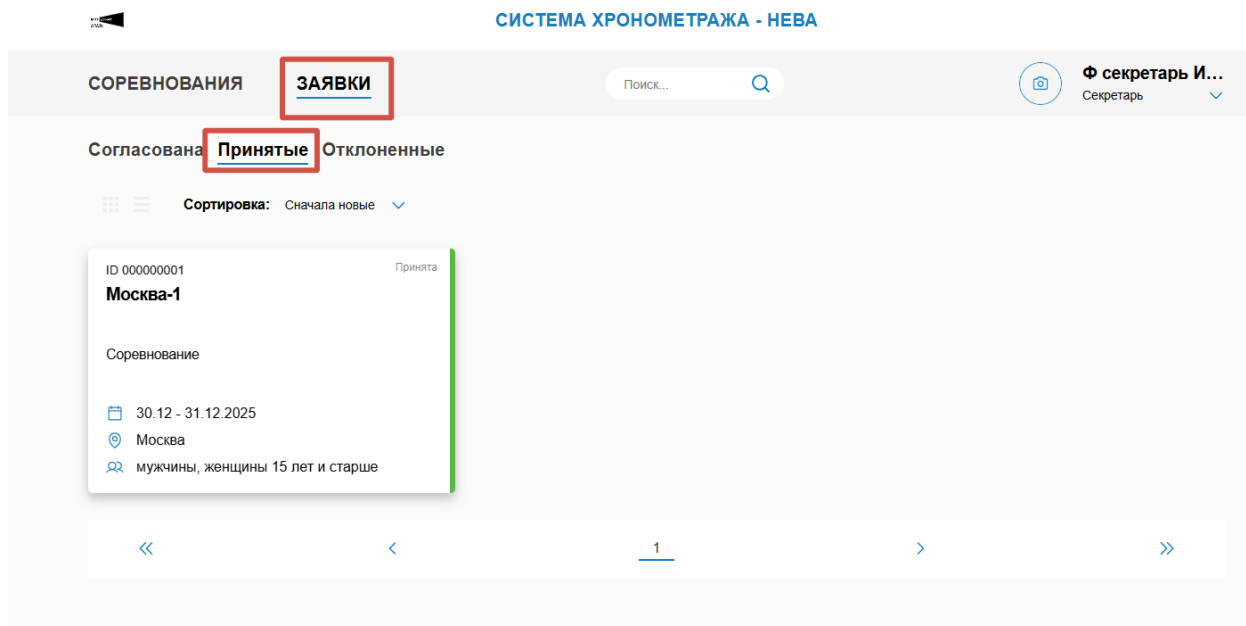 СИСТЕМА ХРОНОМЕТРАЖА - НЕВА
СОРЕВНОВАНИЯ ЗАЯВКИ Поиск... Ф секретарь И...
Секретарь
Согласована Принятые Отклоненные
Сортировка: Сначала новые
ID 000000001 Принята
Москва-1
Соревнование
30.12 - 31.12.2025
Москва
мужчины, женщины 15 лет и старше
1